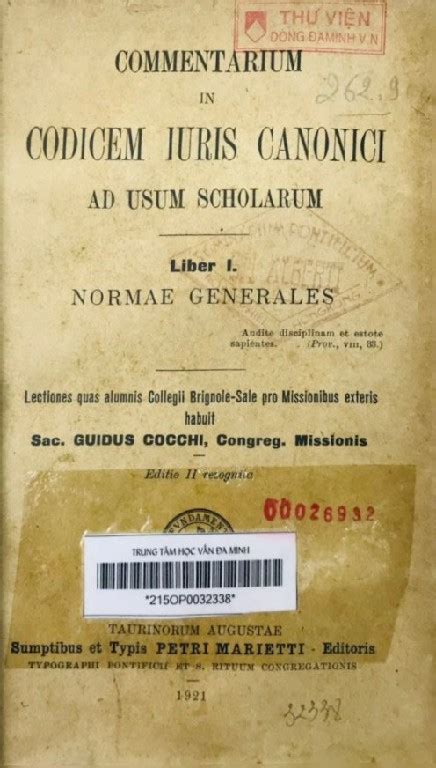 THƯ VIỆN
DÒNG ĐAMINH V.N
COMMENTARIUM
262.9
IN
CODICEM IURIS CANONICI
AD USUM SCHOLARUM
Liber I.
NORMAE GENERALES
Audite disciplinam et estote
sapientes. (Prov., VIII, 33.)
Lectiones quas alumnis Collegii Brignole-Sale pro Missionibus exteris
habuit
Sac. GUIDUS COCCHI, Congreg. Missionis
Editio II recognita
00026932
TRUNG TÂM HỌC VẤN ĐA MINH
*215OP0032338*
TAURINORUM AUGUSTAE
Sumptibus et Typis PETRI MARIETTI - Editoris
TYPOGRAPHI PONTIFICII ET S. RITUUM CONGREGATIONIS
1921
32338